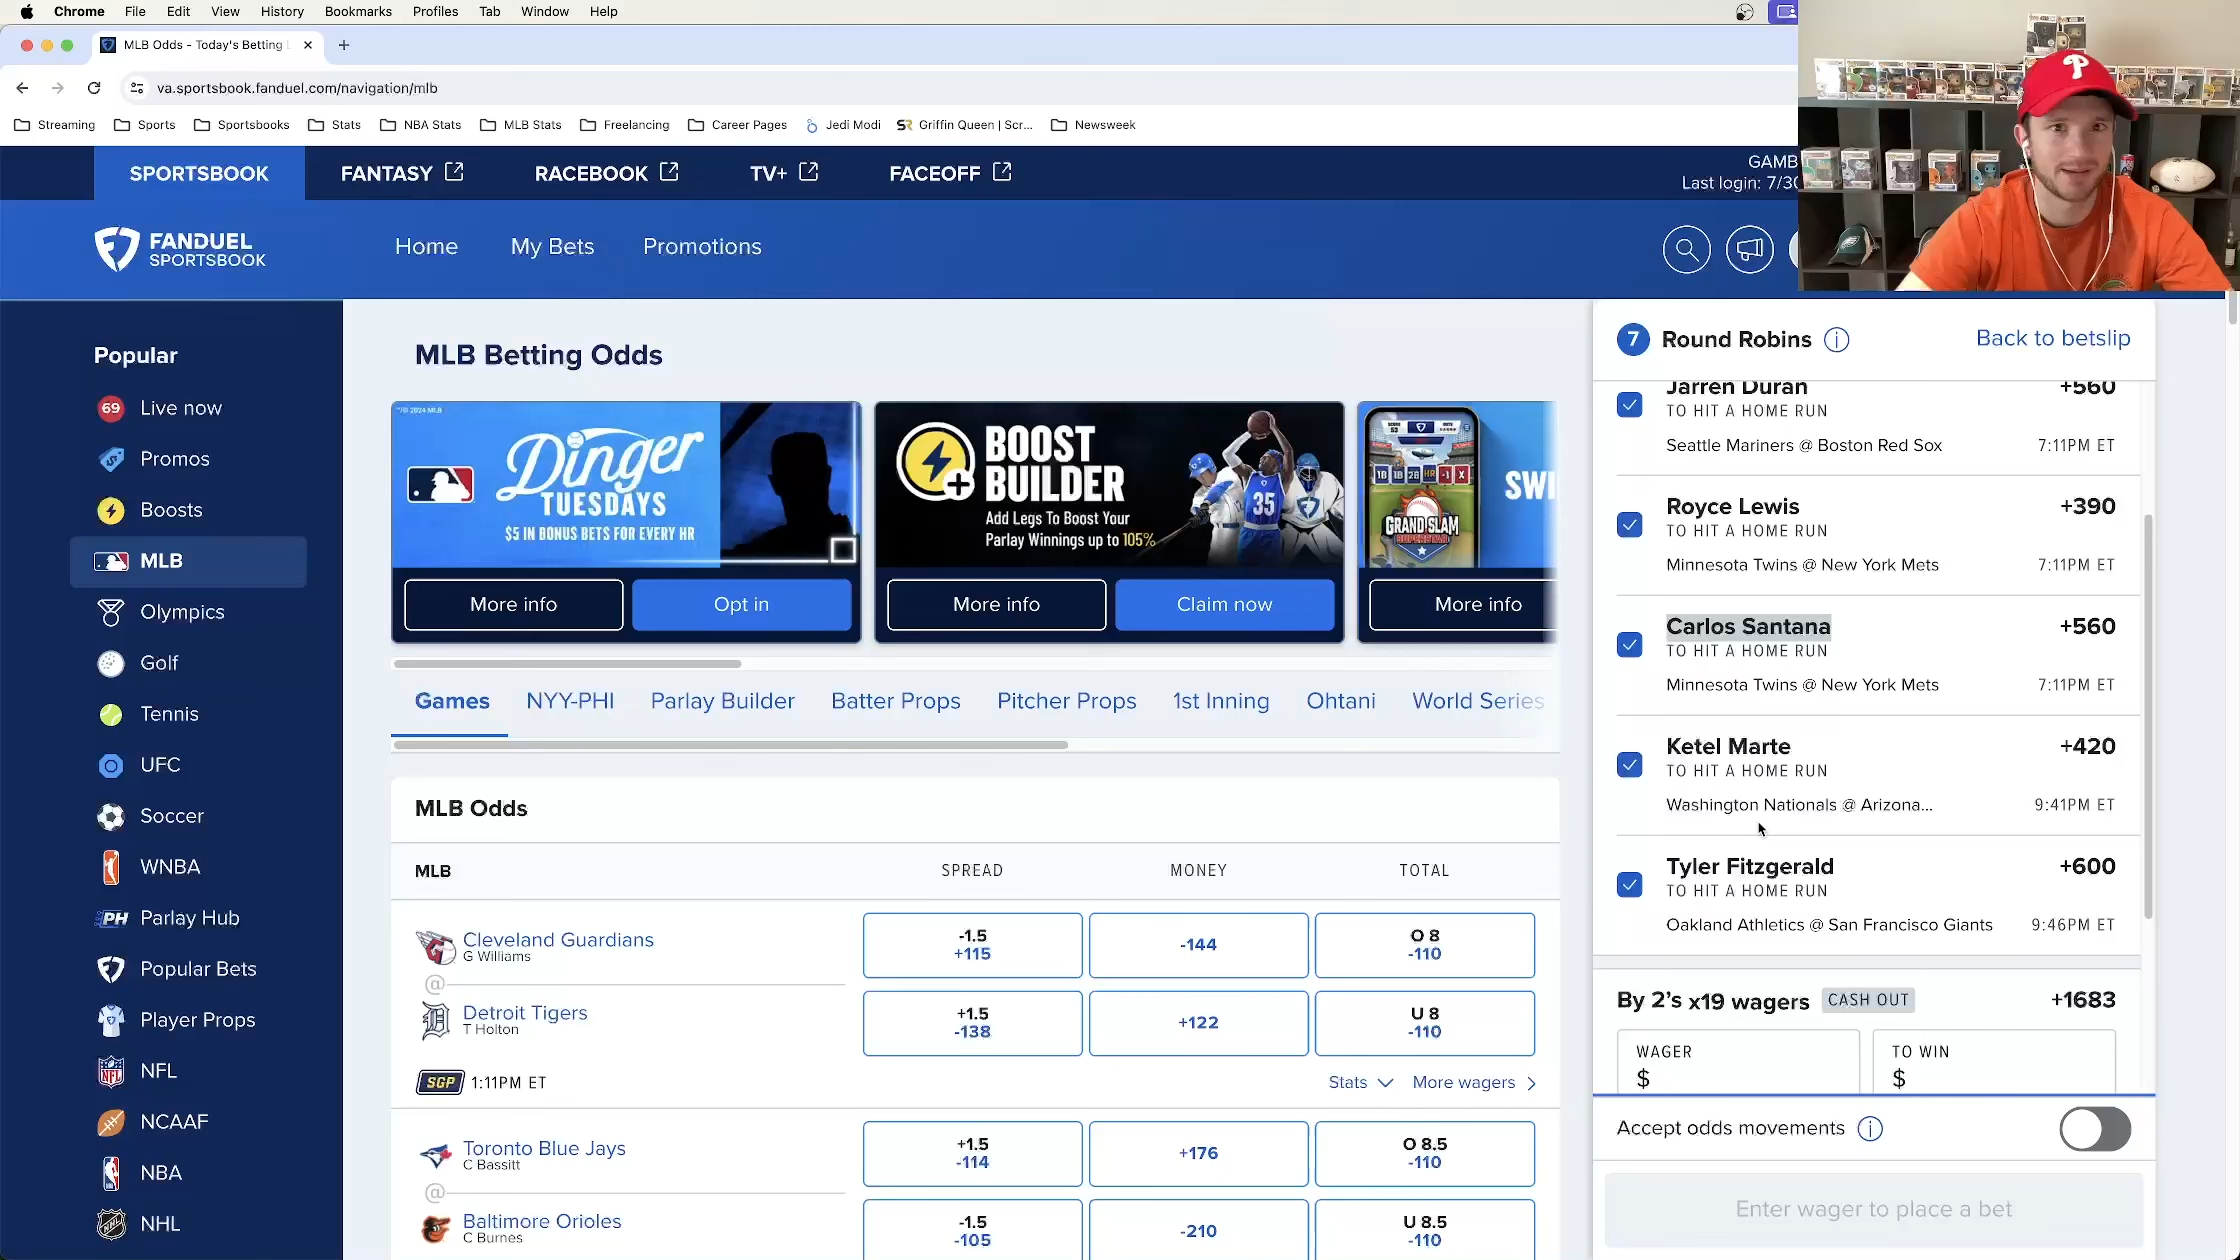 Chrome File Edit View History Bookmarks Profiles Tab Window Help
MLB Odds - Today's Betting
va.sportsbook.fanduel.com/navigation/mlb
Streaming Sports Sportsbooks Stats NBA Stats MLB Stats Freelancing Career Pages Jedi Modi SR Griffin Queen | Scr... Newsweek
SPORTSBOOK FANTASY RACEBOOK TV+ FACEOFF
GAMB
Last login: 7/30
FANDUEL
SPORTSBOOK
Home My Bets Promotions
P
Popular
69 Live now
Promos
Boosts
MLB
Olympics
Golf
Tennis
UFC
Soccer
WNBA
PH Parlay Hub
Popular Bets
Player Props
NFL
NCAAF
NBA
NHL
MLB Betting Odds
™/© 2024 MLB
Dinger
TUESDAYS
$5 IN BONUS BETS FOR EVERY HR
More info Opt in
BOOST
BUILDER
Add Legs To Boost Your
Parlay Winnings up to 105%
35
More info Claim now
1B 2B HR -1 X
GRAND SLAM
SUPERSTAR
SWI
More info
Games NYY-PHI Parlay Builder Batter Props Pitcher Props 1st Inning Ohtani World Series
MLB Odds
MLB SPREAD MONEY TOTAL
Cleveland Guardians
G Williams
-1.5
+115
-144
O 8
-110
@
Detroit Tigers
T Holton
+1.5
-138
+122
U 8
-110
SGP 1:11PM ET Stats More wagers
Toronto Blue Jays
C Bassitt
+1.5
-114
+176
O 8.5
-110
@
Baltimore Orioles
C Burnes
-1.5
-105
-210
U 8.5
-110
7 Round Robins Back to betslip
Jarren Duran +560
TO HIT A HOME RUN
Seattle Mariners @ Boston Red Sox 7:11PM ET
Royce Lewis +390
TO HIT A HOME RUN
Minnesota Twins @ New York Mets 7:11PM ET
Carlos Santana +560
TO HIT A HOME RUN
Minnesota Twins @ New York Mets 7:11PM ET
Ketel Marte +420
TO HIT A HOME RUN
Washington Nationals @ Arizona... 9:41PM ET
Tyler Fitzgerald +600
TO HIT A HOME RUN
Oakland Athletics @ San Francisco Giants 9:46PM ET
By 2's x19 wagers CASH OUT +1683
WAGER
$
TO WIN
$
Accept odds movements
Enter wager to place a bet